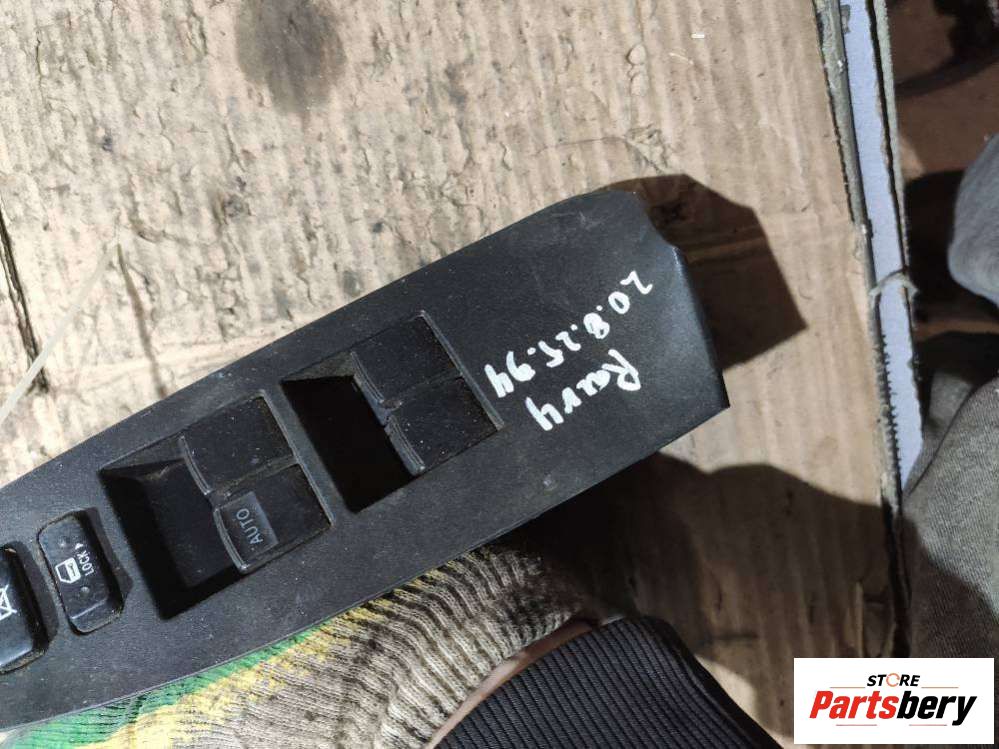 20.8.25.94
Rav4
AUTO
LOCK
STORE
Partsbery